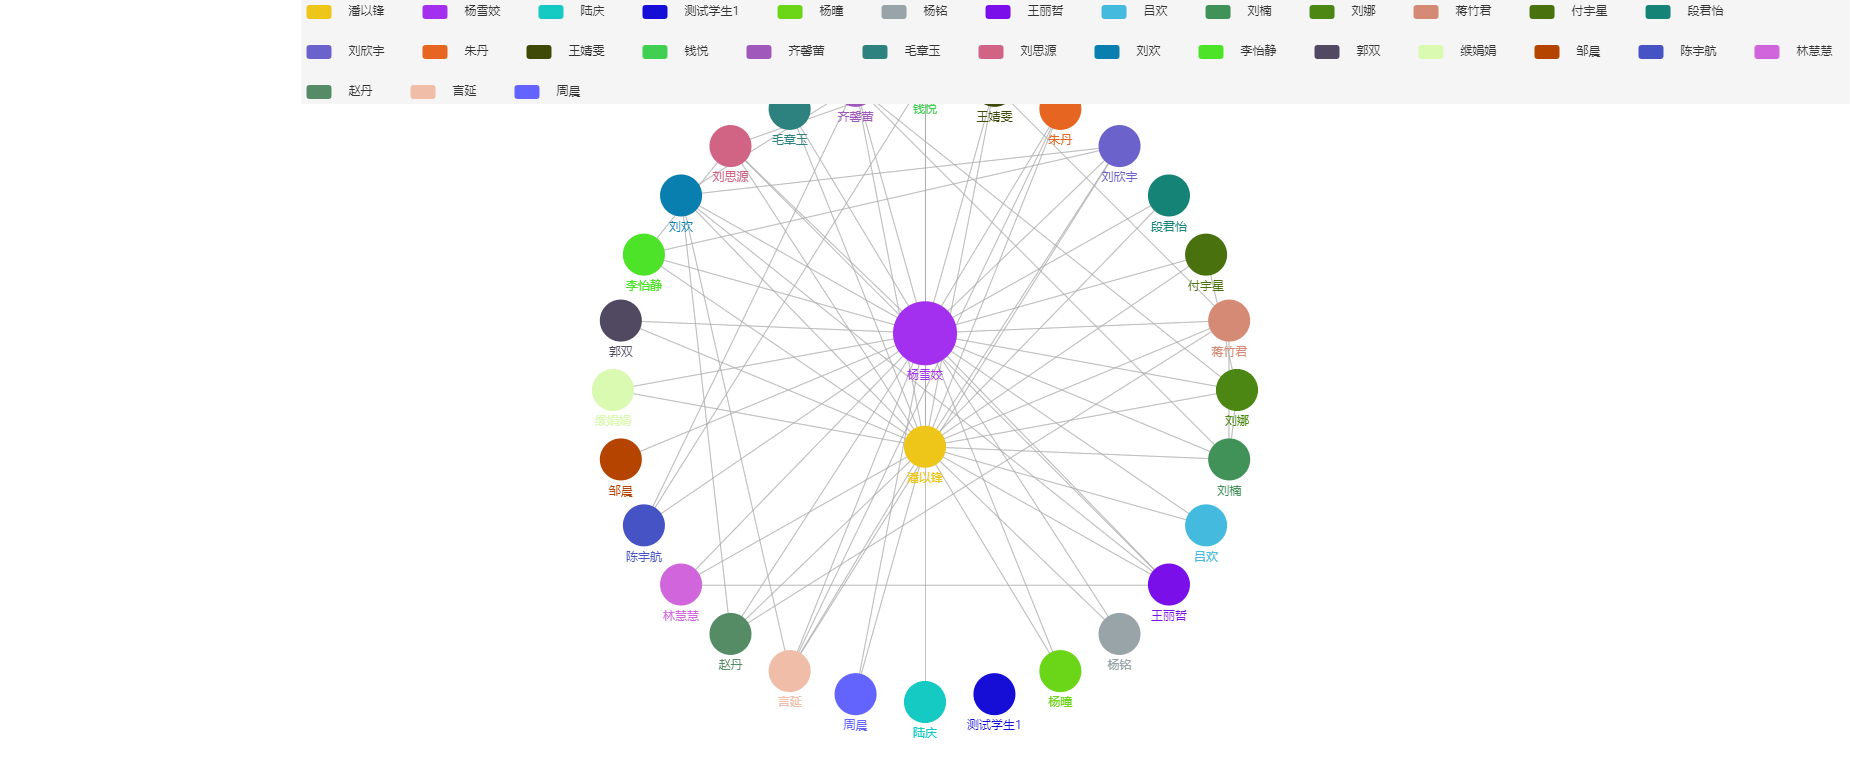 潘以锋 杨雪姣 陆庆 测试学生1 杨曈 杨铭 王丽哲 吕欢 刘楠 刘娜 蒋竹君 付宇星 段君怡
刘欣宇 朱丹 王婧雯 钱悦 齐馨茵 毛章玉 刘思源 刘欢 李怡静 郭双 缑娟娟 邹晨 陈宇航 林慧慧
赵丹 言延 周晨
钱悦
齐馨茵
王婧雯
毛章玉
朱丹
刘思源
刘欣宇
刘欢
段君怡
李怡静
付宇星
郭双
蒋竹君
杨雪姣
缑娟娟
刘娜
潘以锋
邹晨
刘楠
陈宇航
吕欢
林慧慧
王丽哲
赵丹
杨铭
言延
杨曈
周晨
陆庆
测试学生1